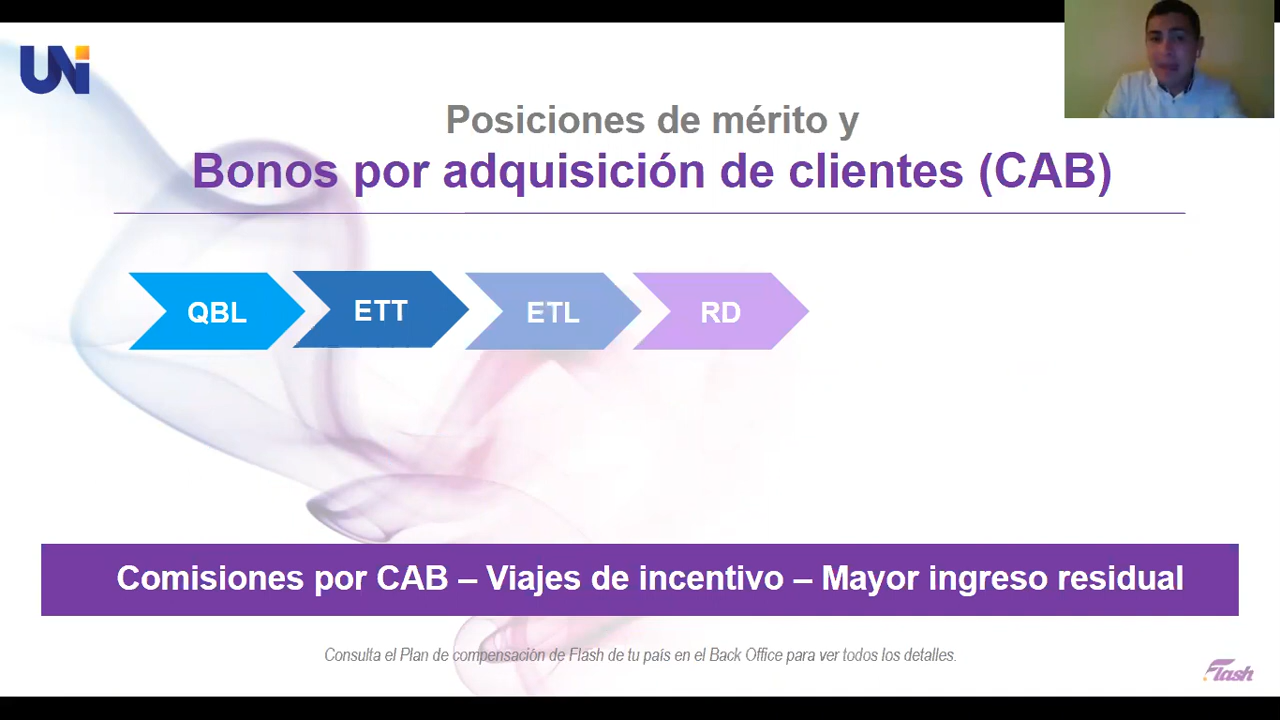 UNi
Posiciones de mérito y
Bonos por adquisición de clientes (CAB)
QBL ETT ETL RD
Comisiones por CAB – Viajes de incentivo – Mayor ingreso residual
Consulta el Plan de compensación de Flash de tu país en el Back Office para ver todos los detalles.
Flash